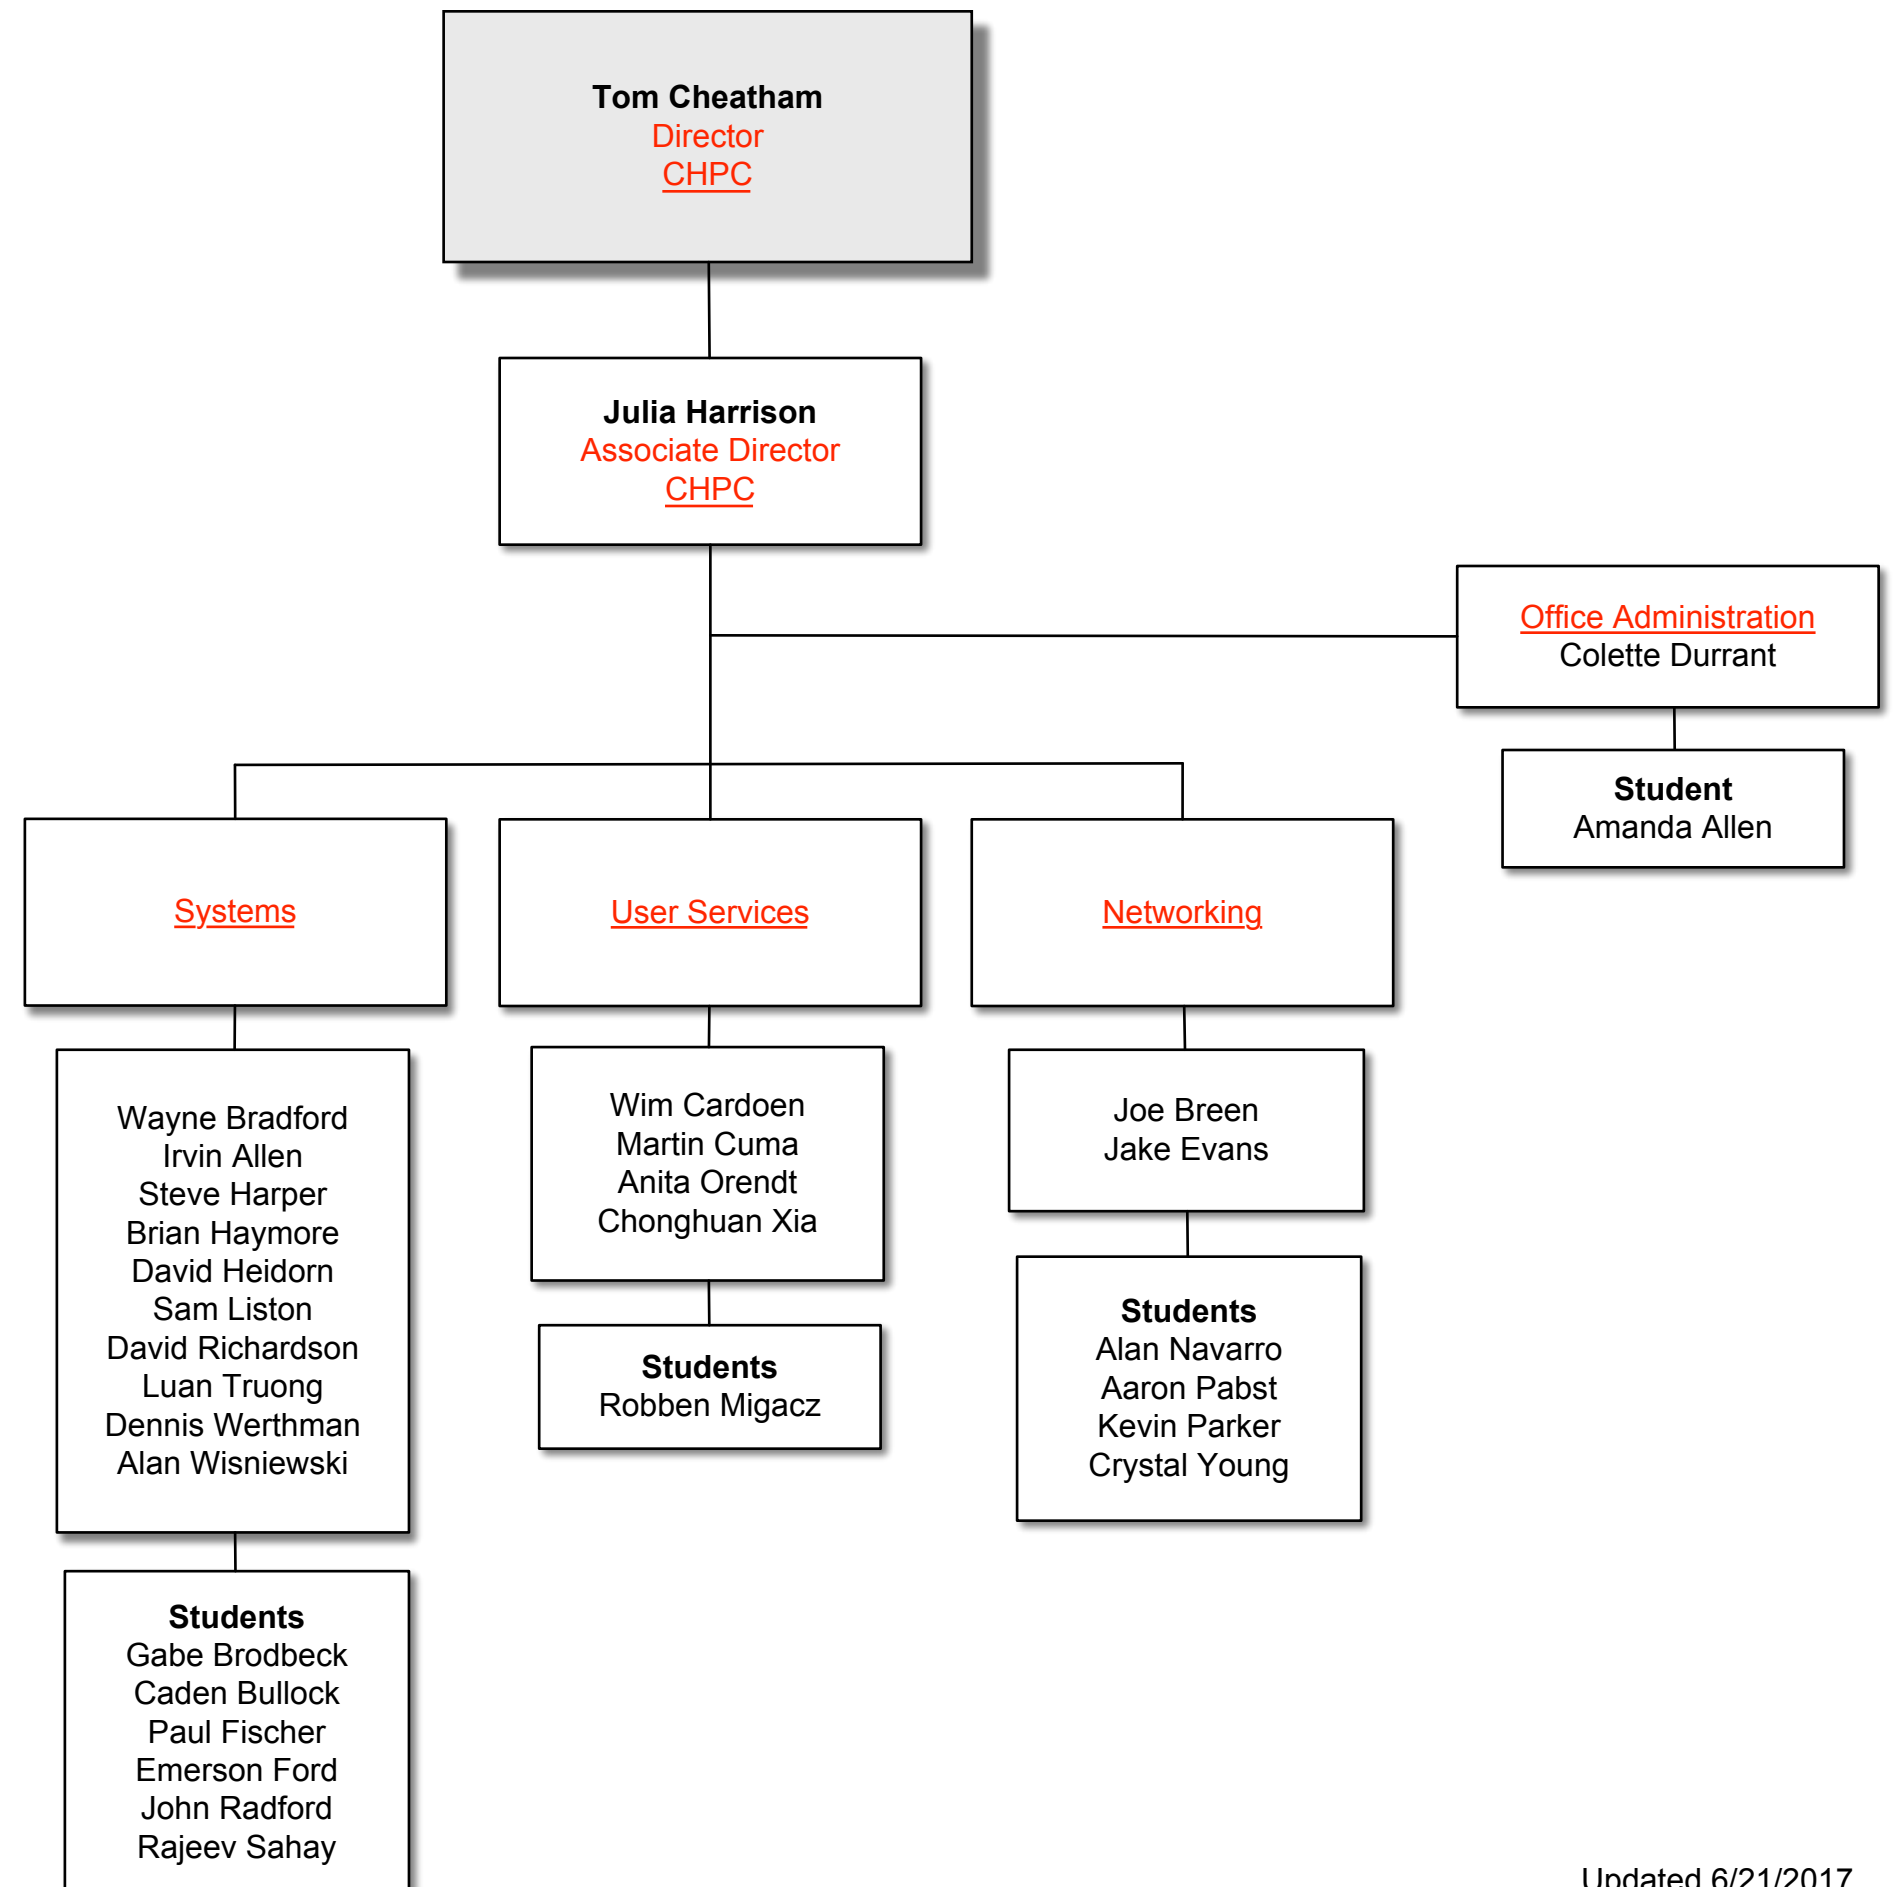 Tom Cheatham
Director
CHPC
Julia Harrison
Associate Director
CHPC
Office Administration
Colette Durrant
Student
Amanda Allen
Systems
User Services
Networking
Wayne Bradford
Irvin Allen
Steve Harper
Brian Haymore
David Heidorn
Sam Liston
David Richardson
Luan Truong
Dennis Werthman
Alan Wisniewski
Wim Cardoen
Martin Cuma
Anita Orendt
Chonghuan Xia
Joe Breen
Jake Evans
Students
Robben Migacz
Students
Alan Navarro
Aaron Pabst
Kevin Parker
Crystal Young
Students
Gabe Brodbeck
Caden Bullock
Paul Fischer
Emerson Ford
John Radford
Rajeev Sahay
Updated 6/21/2017